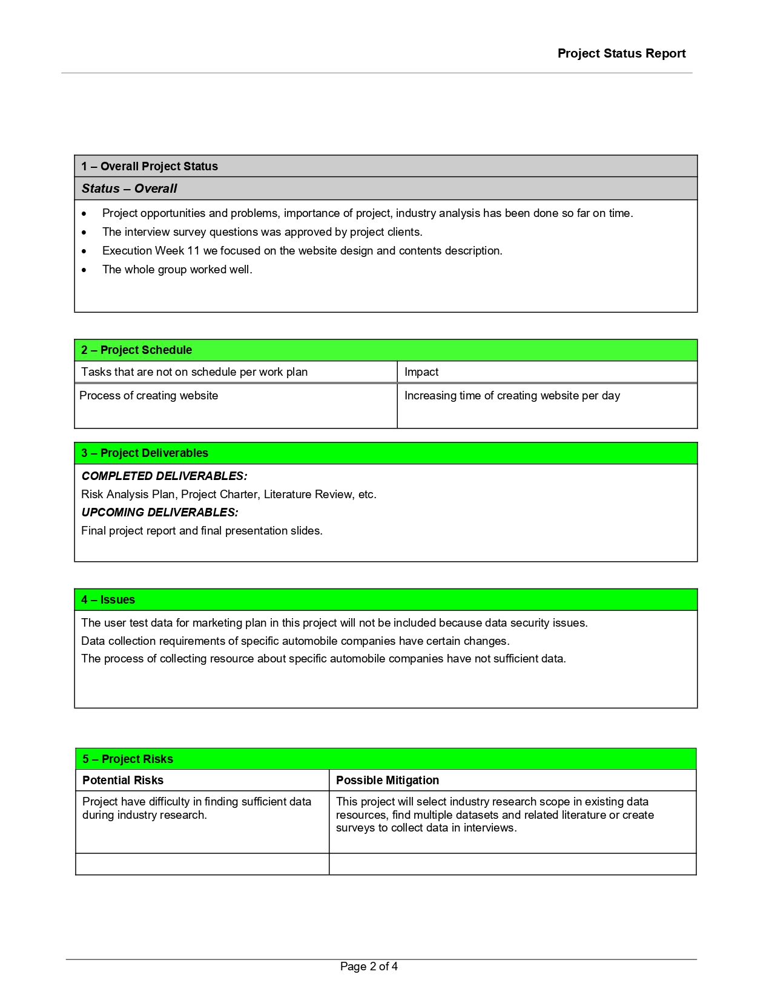 Project Status Report
1 – Overall Project Status
Status – Overall
• Project opportunities and problems, importance of project, industry analysis has been done so far on time.
• The interview survey questions was approved by project clients.
• Execution Week 11 we focused on the website design and contents description.
• The whole group worked well.
2 – Project Schedule
Tasks that are not on schedule per work plan
Impact
Process of creating website
Increasing time of creating website per day
3 – Project Deliverables
COMPLETED DELIVERABLES:
Risk Analysis Plan, Project Charter, Literature Review, etc.
UPCOMING DELIVERABLES:
Final project report and final presentation slides.
4 – Issues
The user test data for marketing plan in this project will not be included because data security issues.
Data collection requirements of specific automobile companies have certain changes.
The process of collecting resource about specific automobile companies have not sufficient data.
5 – Project Risks
Potential Risks
Possible Mitigation
Project have difficulty in finding sufficient data
during industry research.
This project will select industry research scope in existing data
resources, find multiple datasets and related literature or create
surveys to collect data in interviews.
Page 2 of 4